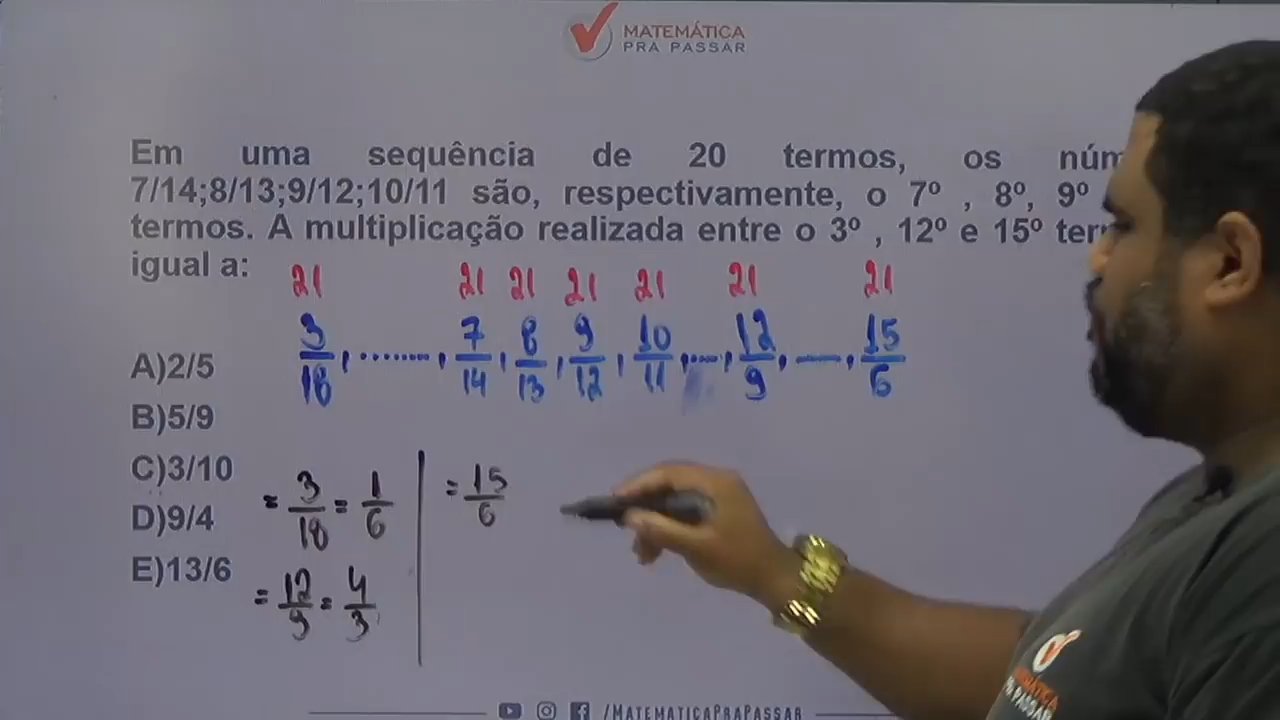 MATEMÁTICA
PRA PASSAR
Em uma sequência de 20 termos, os
7/14;8/13;9/12;10/11 são, respectivamente, o 7º , 8º, 9º
termos. A multiplicação realizada entre o 3º , 12º e 15º
igual a:
21 21 21 21 21 21 21
3/18, ........, 7/14, 8/13, 9/12, 10/11, ...., 12/9, ——, 15/6
A)2/5
B)5/9
C)3/10
D)9/4
E)13/6
= 3/18 = 1/6
= 12/9 = 4/3
= 15/6
PRA PASSAR
/MATEMATICAPRAPASSAR